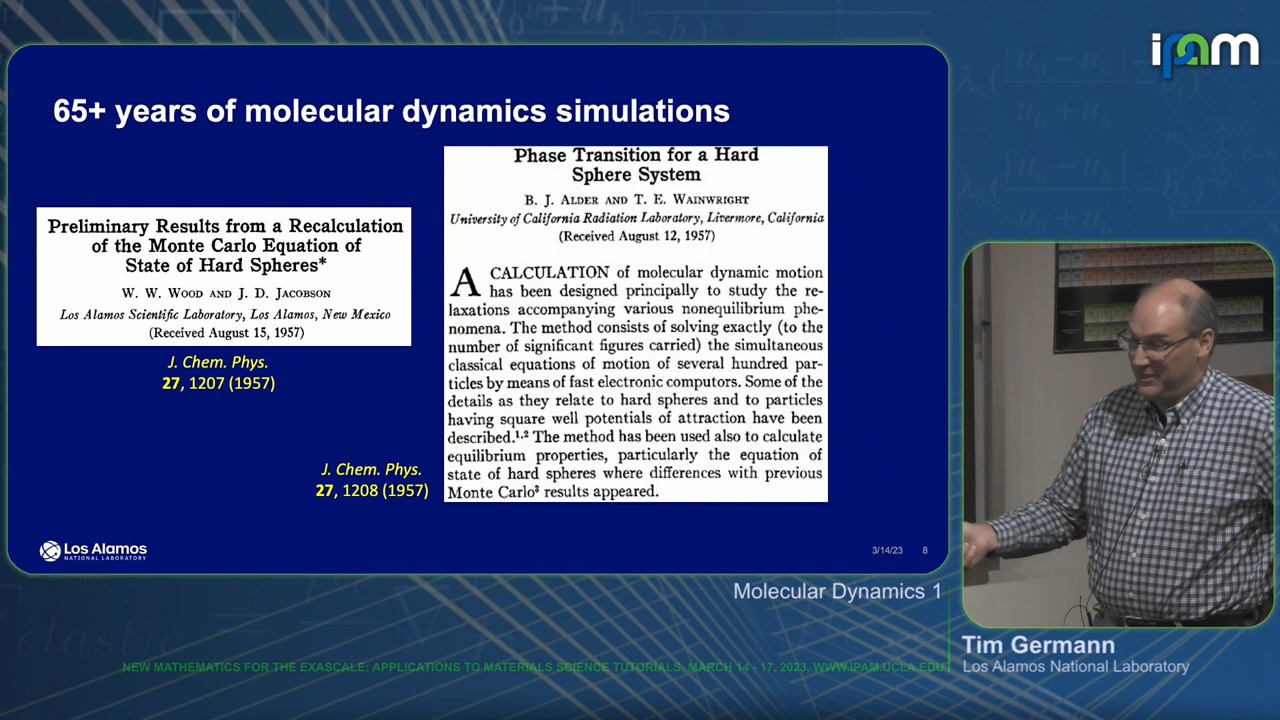 ipam
65+ years of molecular dynamics simulations
Preliminary Results from a Recalculation
of the Monte Carlo Equation of
State of Hard Spheres*
W. W. Wood and J. D. Jacobson
Los Alamos Scientific Laboratory, Los Alamos, New Mexico
(Received August 15, 1957)
J. Chem. Phys.
27, 1207 (1957)
Phase Transition for a Hard
Sphere System
B. J. Alder and T. E. Wainwright
University of California Radiation Laboratory, Livermore, California
(Received August 12, 1957)
A CALCULATION of molecular dynamic motion
has been designed principally to study the re-
laxations accompanying various nonequilibrium phe-
nomena. The method consists of solving exactly (to the
number of significant figures carried) the simultaneous
classical equations of motion of several hundred par-
ticles by means of fast electronic computors. Some of the
details as they relate to hard spheres and to particles
having square well potentials of attraction have been
described.1,2 The method has been used also to calculate
equilibrium properties, particularly the equation of
state of hard spheres where differences with previous
Monte Carlo3 results appeared.
J. Chem. Phys.
27, 1208 (1957)
Los Alamos
NATIONAL LABORATORY
3/14/23 8
Molecular Dynamics 1
Tim Germann
Los Alamos National Laboratory
NEW MATHEMATICS FOR THE EXASCALE: APPLICATIONS TO MATERIALS SCIENCE TUTORIALS, MARCH 14 - 17, 2023, WWW.IPAM.UCLA.EDU
elastic